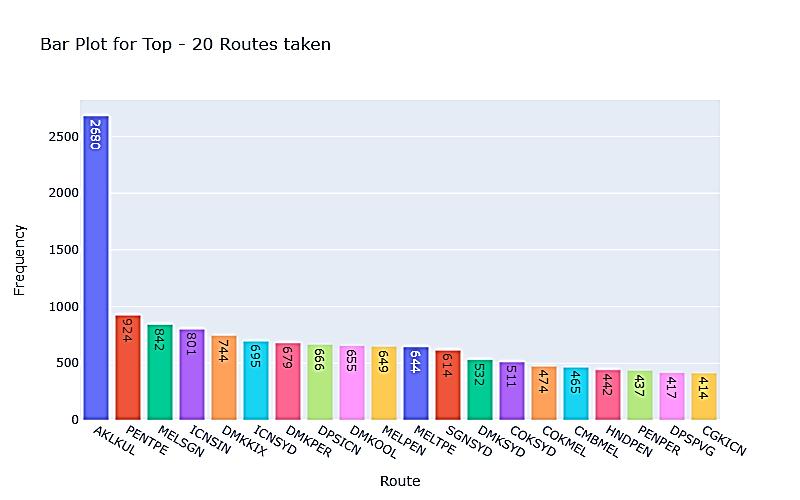 Bar Plot for Top - 20 Routes taken
Frequency
2500
2000
1500
1000
500
0
2680
924
842
801
744
695
679
666
655
649
644
614
532
511
474
465
442
437
417
414
AKLKUL
PENTPE
MELSGN
ICNSIN
DMKKIX
ICNSYD
DMKPER
DPSICN
DMKOOL
MELPEN
MELTPE
SGNSYD
DMKSYD
COKSYD
COKMEL
CMBMEL
HNDPEN
PENPER
DPSPVG
CGKICN
Route